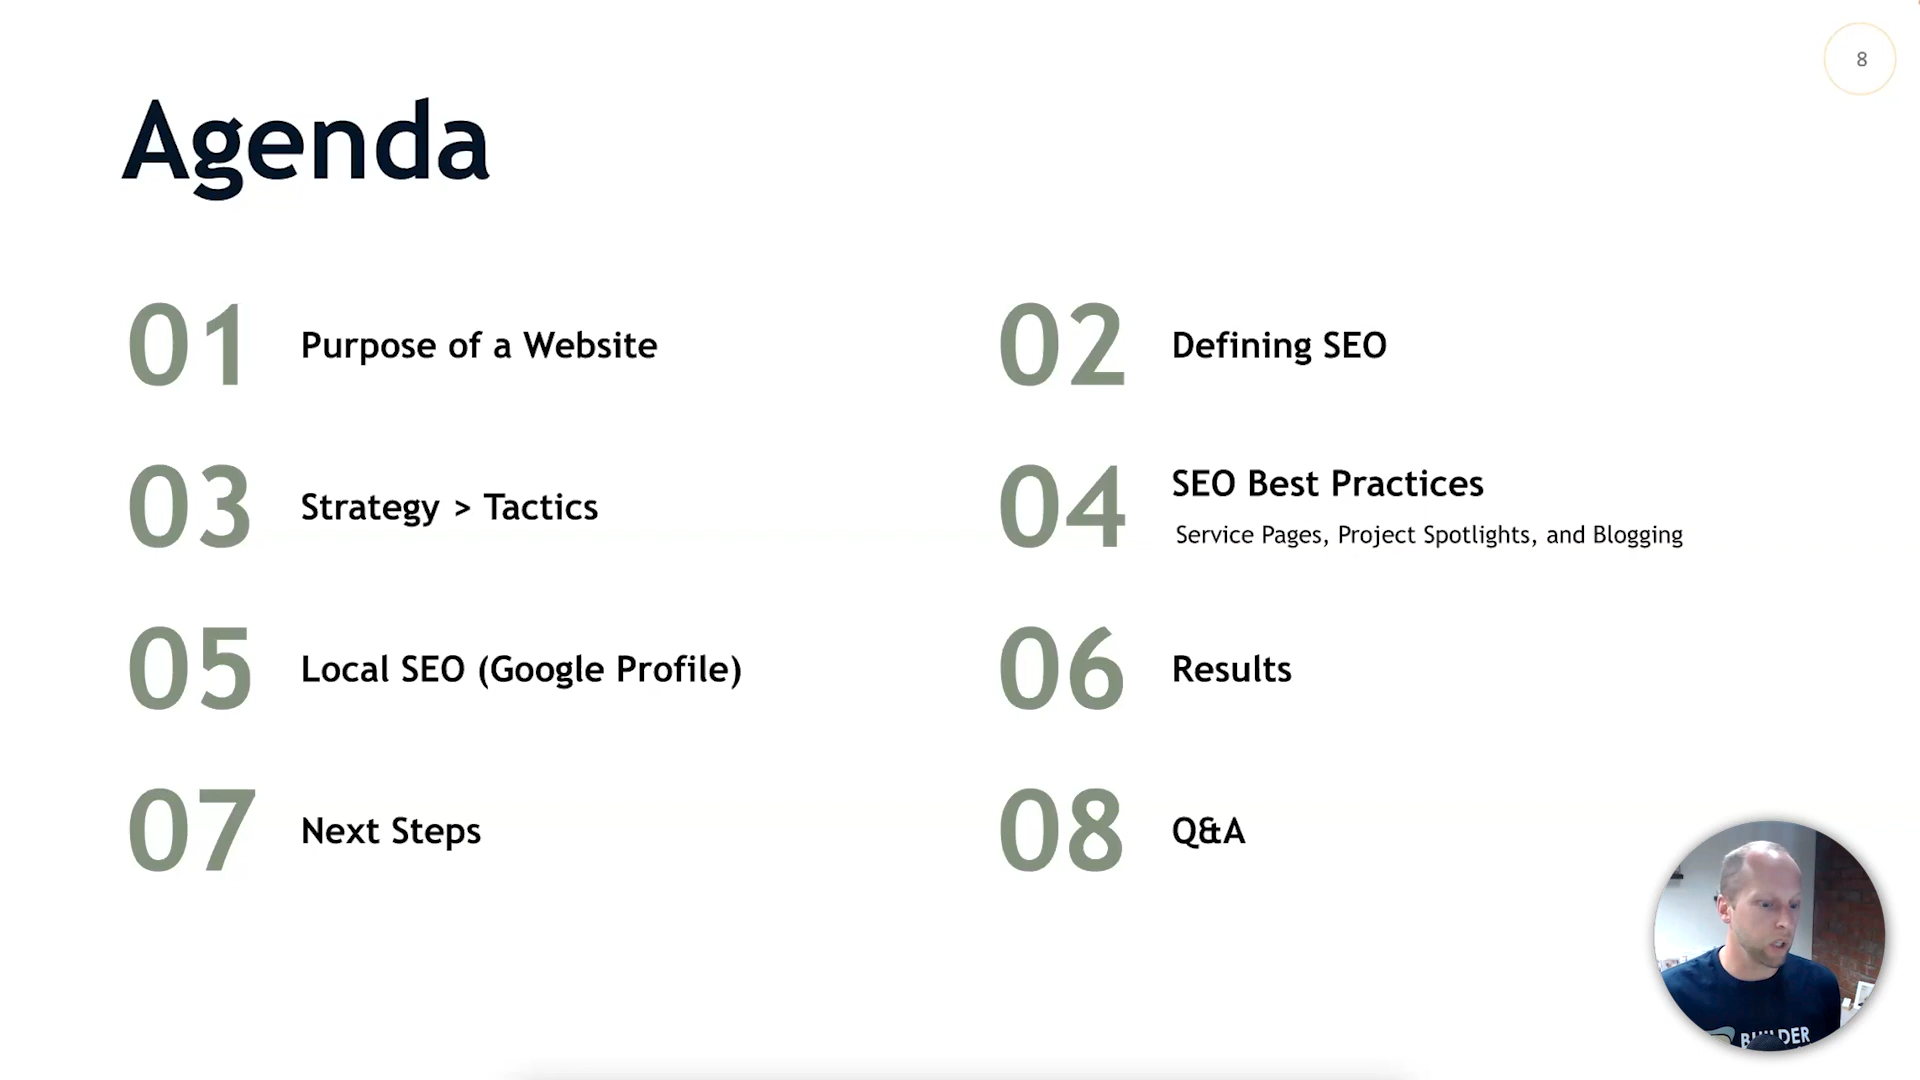 8
Agenda
01 Purpose of a Website
02 Defining SEO
03 Strategy > Tactics
04 SEO Best Practices
Service Pages, Project Spotlights, and Blogging
05 Local SEO (Google Profile)
06 Results
07 Next Steps
08 Q&A